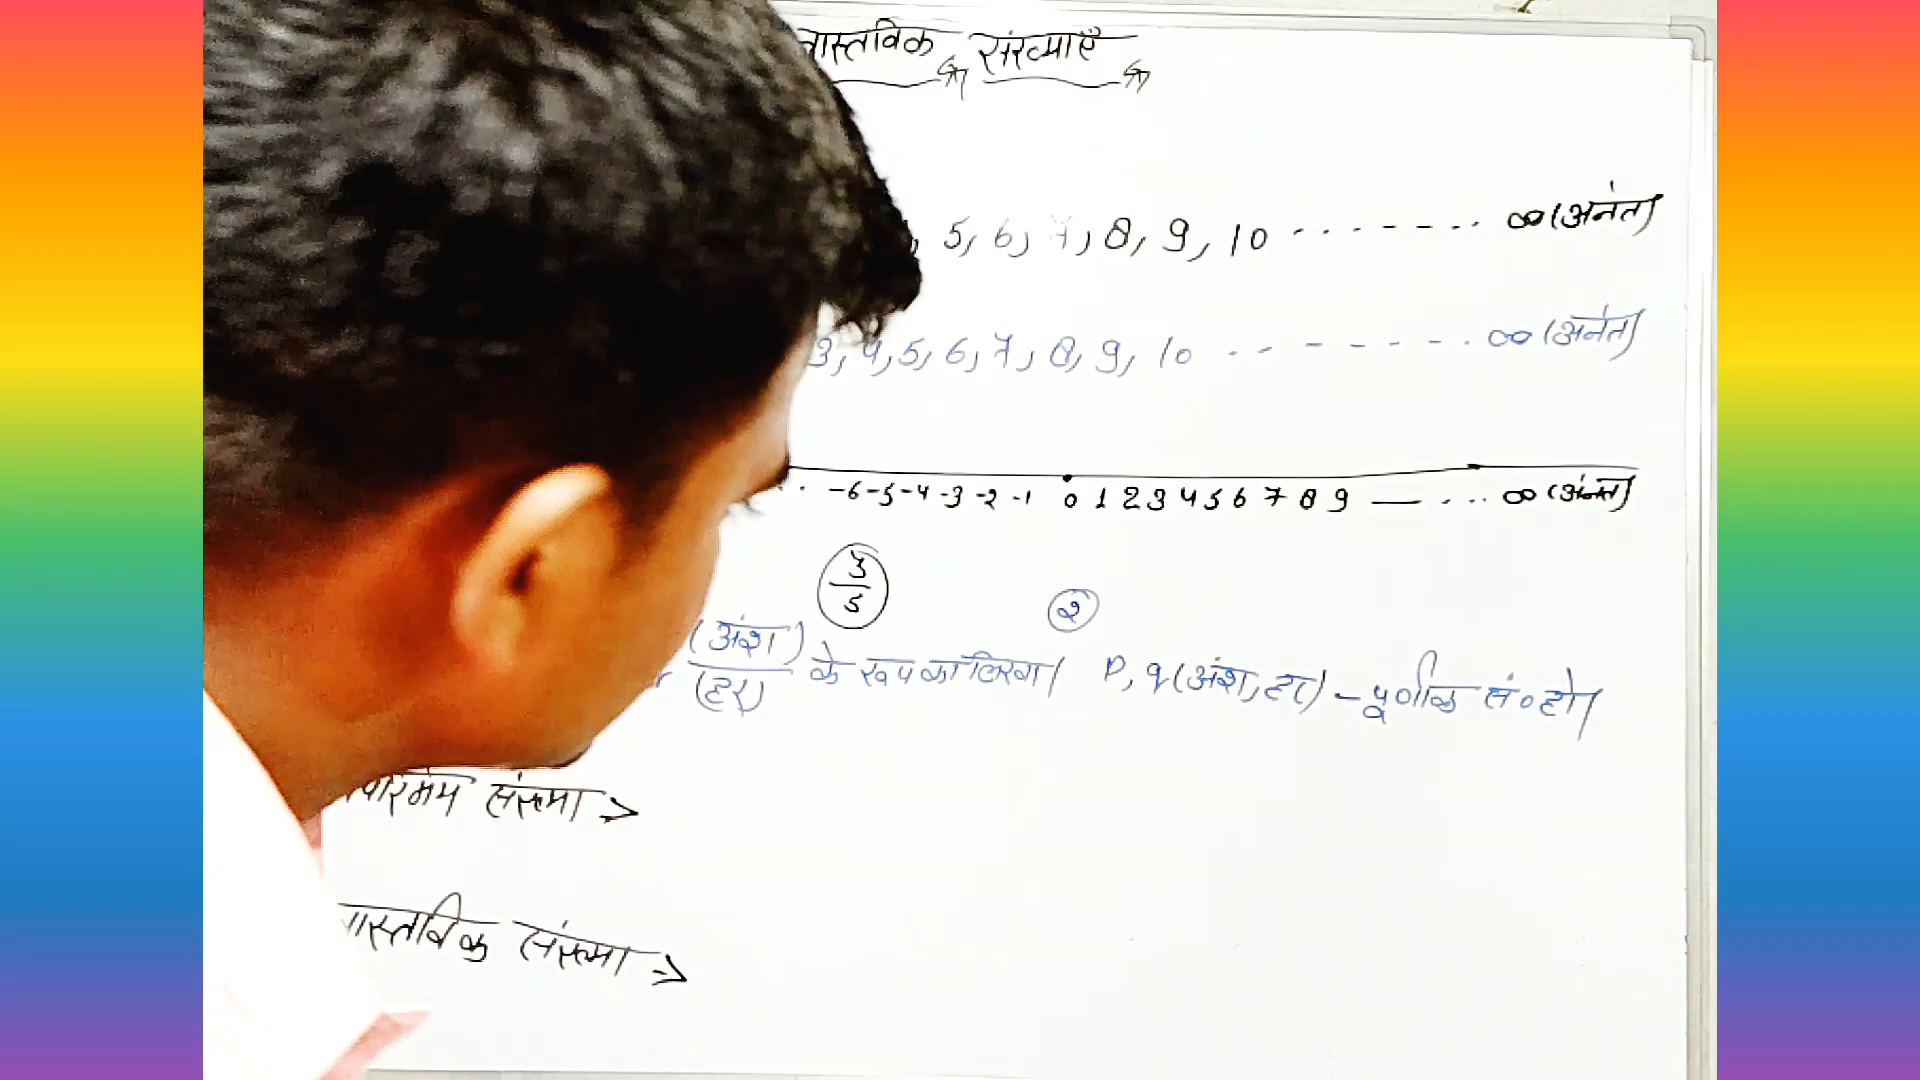 वास्तविक संख्याएँ
5, 6, 7, 8, 9, 10 ....... ∞ (अनंत)
3, 4, 5, 6, 7, 8, 9, 10 -------- ∞ (अनंत)
.. -6 -5 -4 -3 -2 -1 0 1 2 3 4 5 6 7 8 9 — ... ∞ (अंनत)
3/5
2
(अंश)/(हर) के रूप का लिखा। P, q (अंश, हर) - पूर्णांक सं० हो।
परिमेय संख्या →
वास्तविक संख्या →